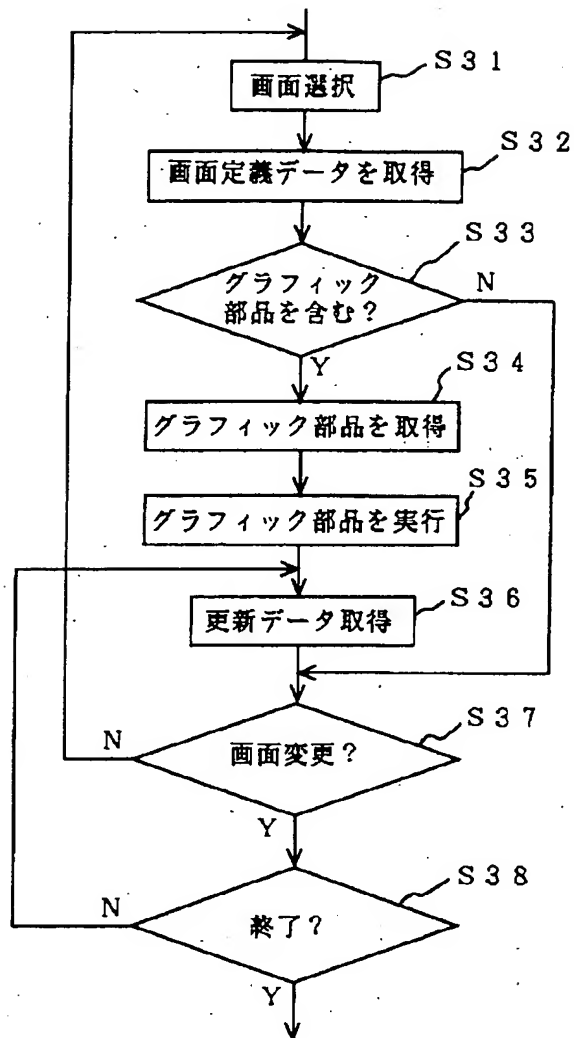 S31
画面選択
S32
画面定義データを取得
S33
グラフィック
部品を含む?
N
Y
S34
グラフィック部品を取得
S35
グラフィック部品を実行
S36
更新データ取得
S37
画面変更?
N
Y
S38
終了?
N
Y